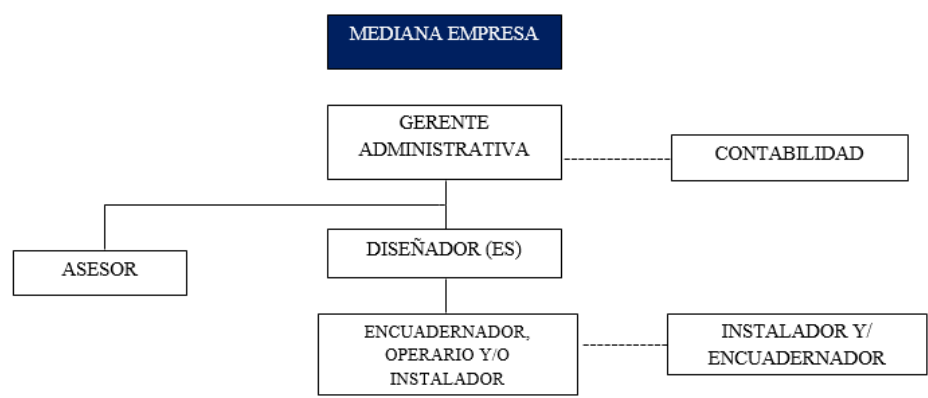 MEDIANA EMPRESA
GERENTE
ADMINISTRATIVA
CONTABILIDAD
ASESOR
DISEÑADOR (ES)
ENCUADERNADOR,
OPERARIO Y/O
INSTALADOR
INSTALADOR Y/
ENCUADERNADOR